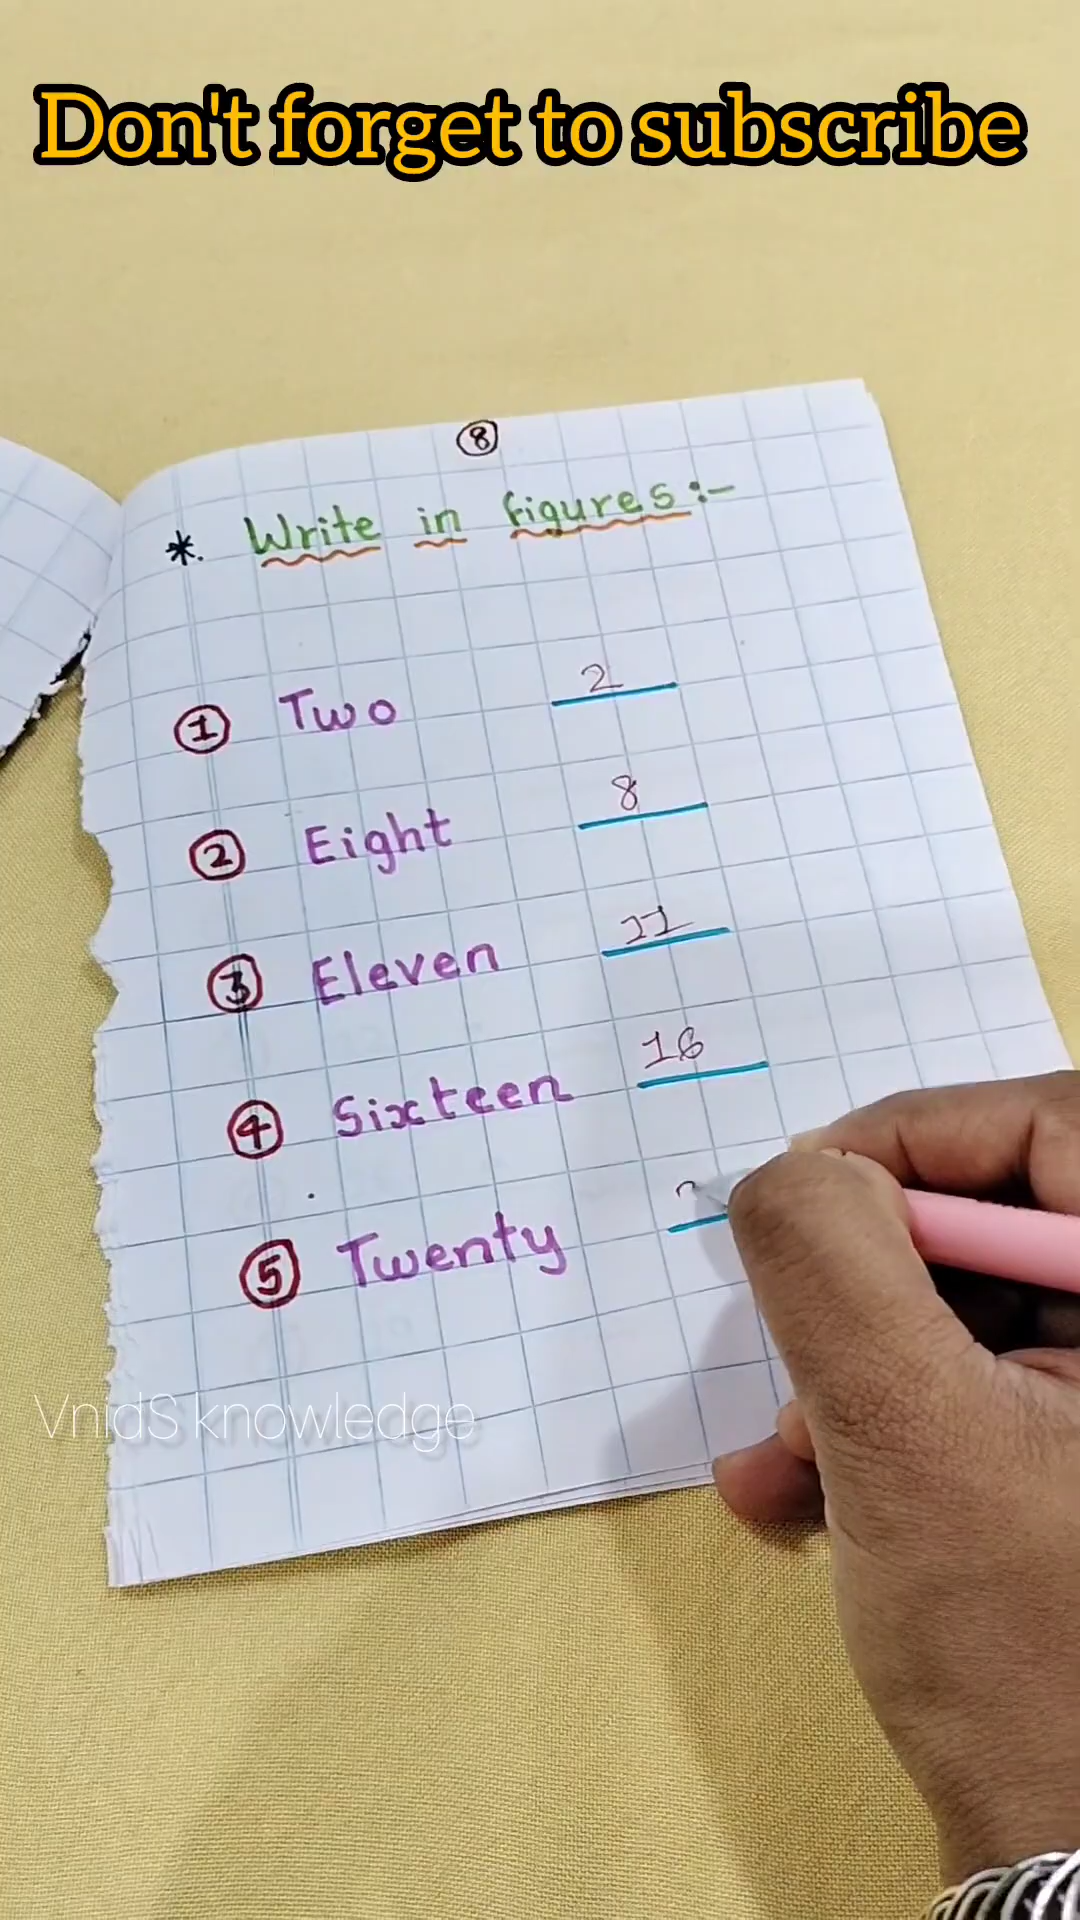 Don't forget to subscribe
8
*. Write in figures:-
1 Two 2
2 Eight 8
3 Eleven 11
4 Sixteen 16
5 Twenty
VnidS knowledge